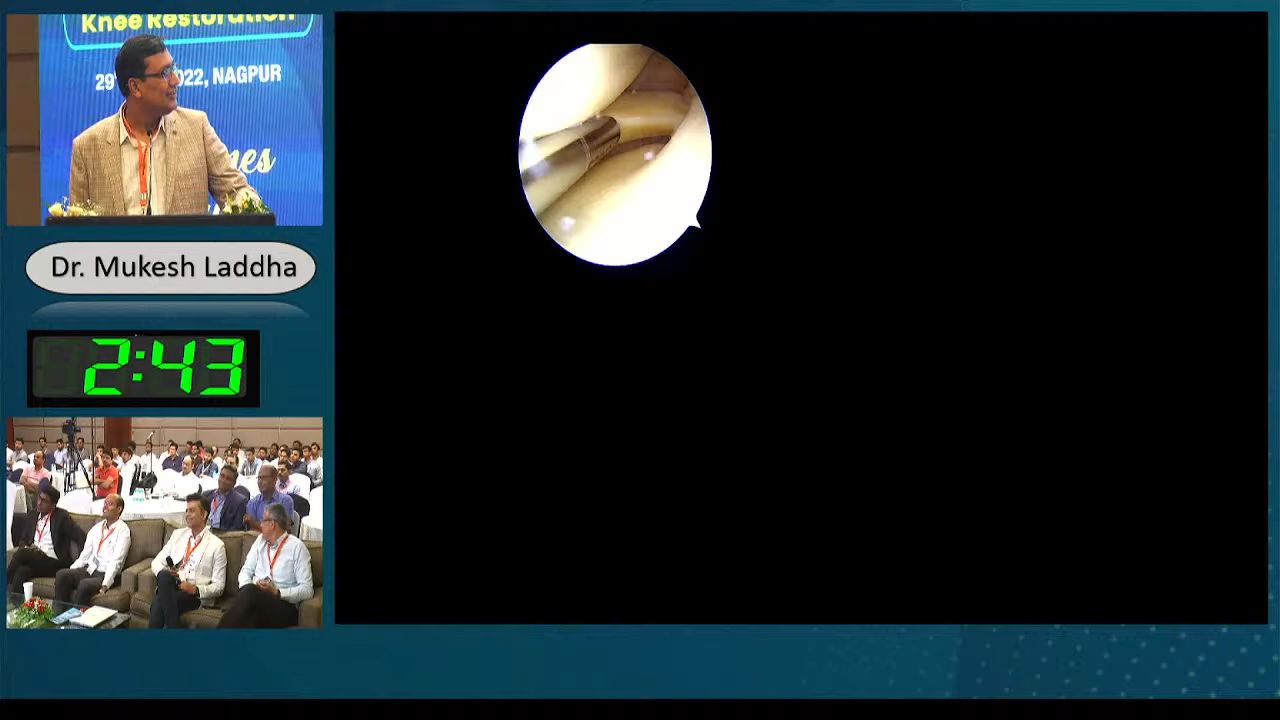 Knee Restoration
29
2022, NAGPUR
Dr. Mukesh Laddha
2:43